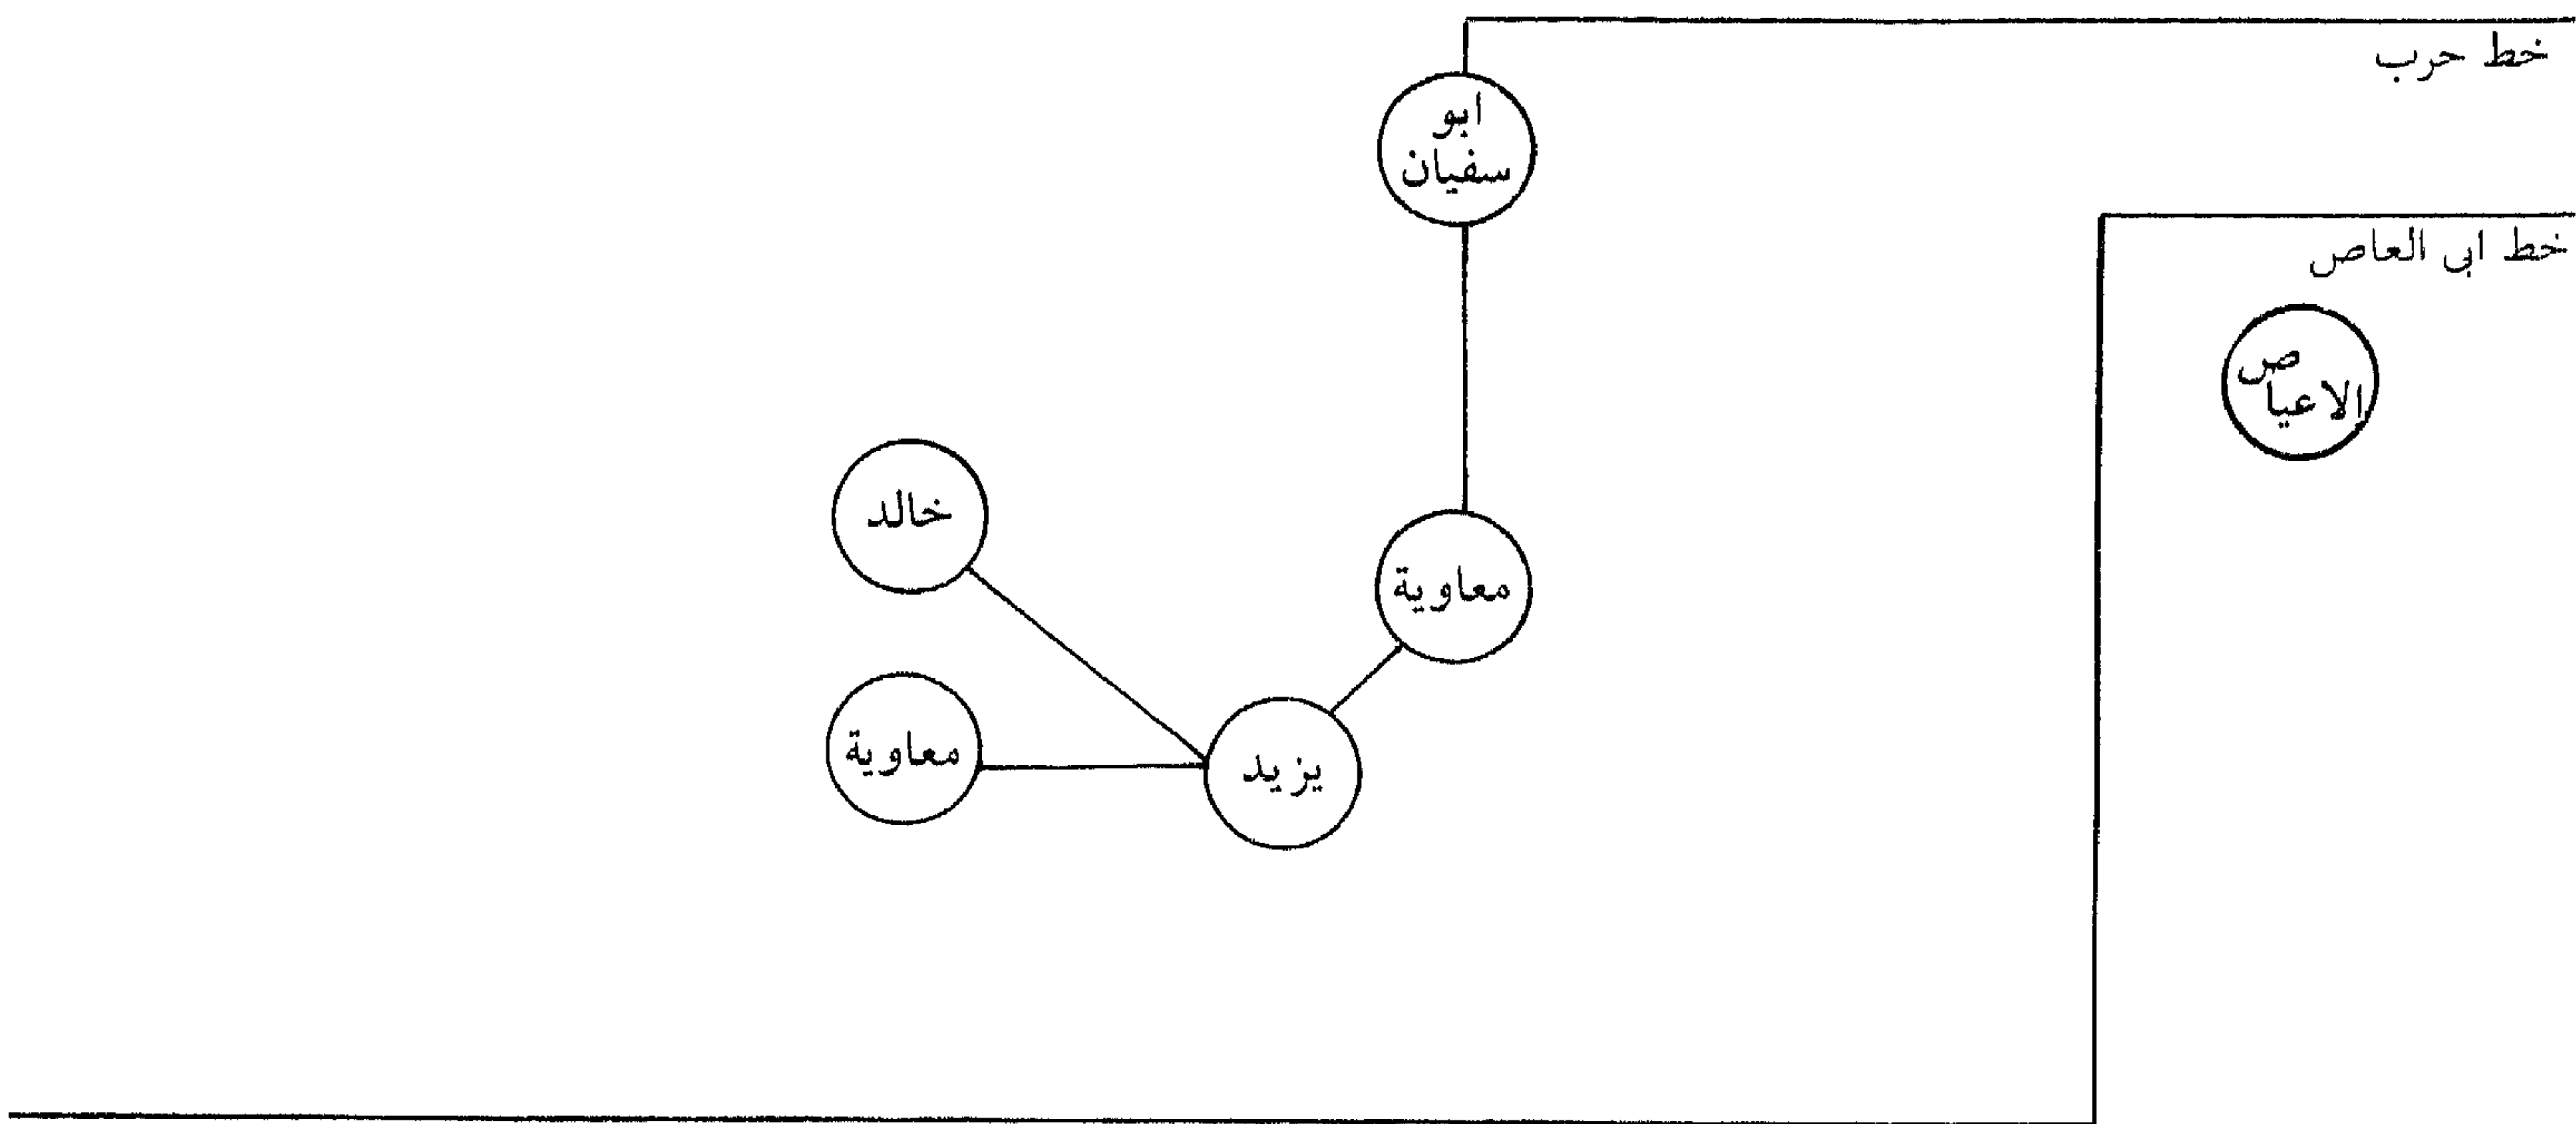 خط حرب
ابو
سفيان
خط ابى العاص
الاعياص
خالد
معاوية
معاوية
يزيد